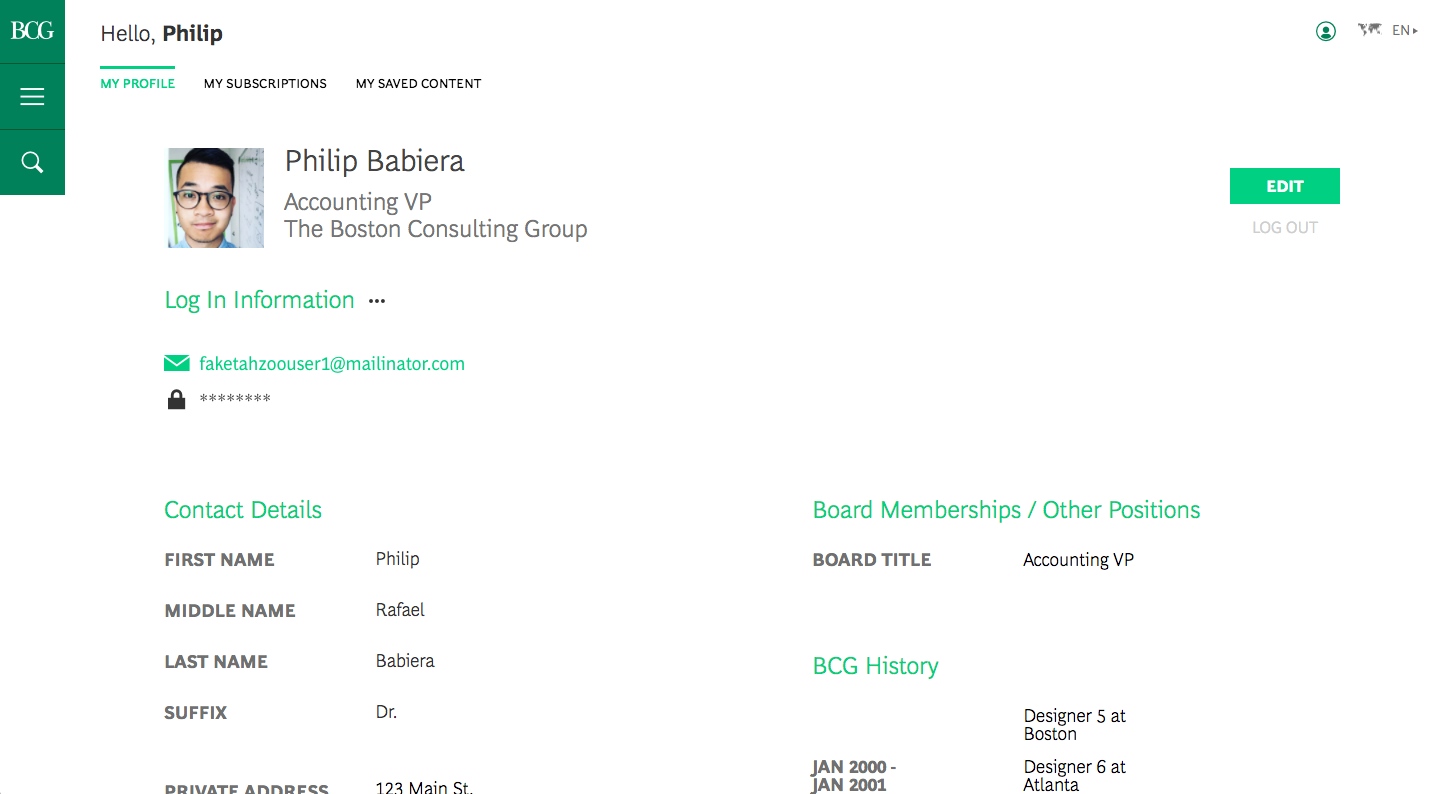 BCG
Hello, Philip
EN
MY PROFILE
MY SUBSCRIPTIONS
MY SAVED CONTENT
Philip Babiera
Accounting VP
The Boston Consulting Group
EDIT
LOG OUT
Log In Information •••
faketahzoouser1@mailinator.com
********
Contact Details
FIRST NAME Philip
MIDDLE NAME Rafael
LAST NAME Babiera
SUFFIX Dr.
PRIVATE ADDRESS 123 Main St.
Board Memberships / Other Positions
BOARD TITLE Accounting VP
BCG History
Designer 5 at
Boston
JAN 2000 - Designer 6 at
JAN 2001 Atlanta